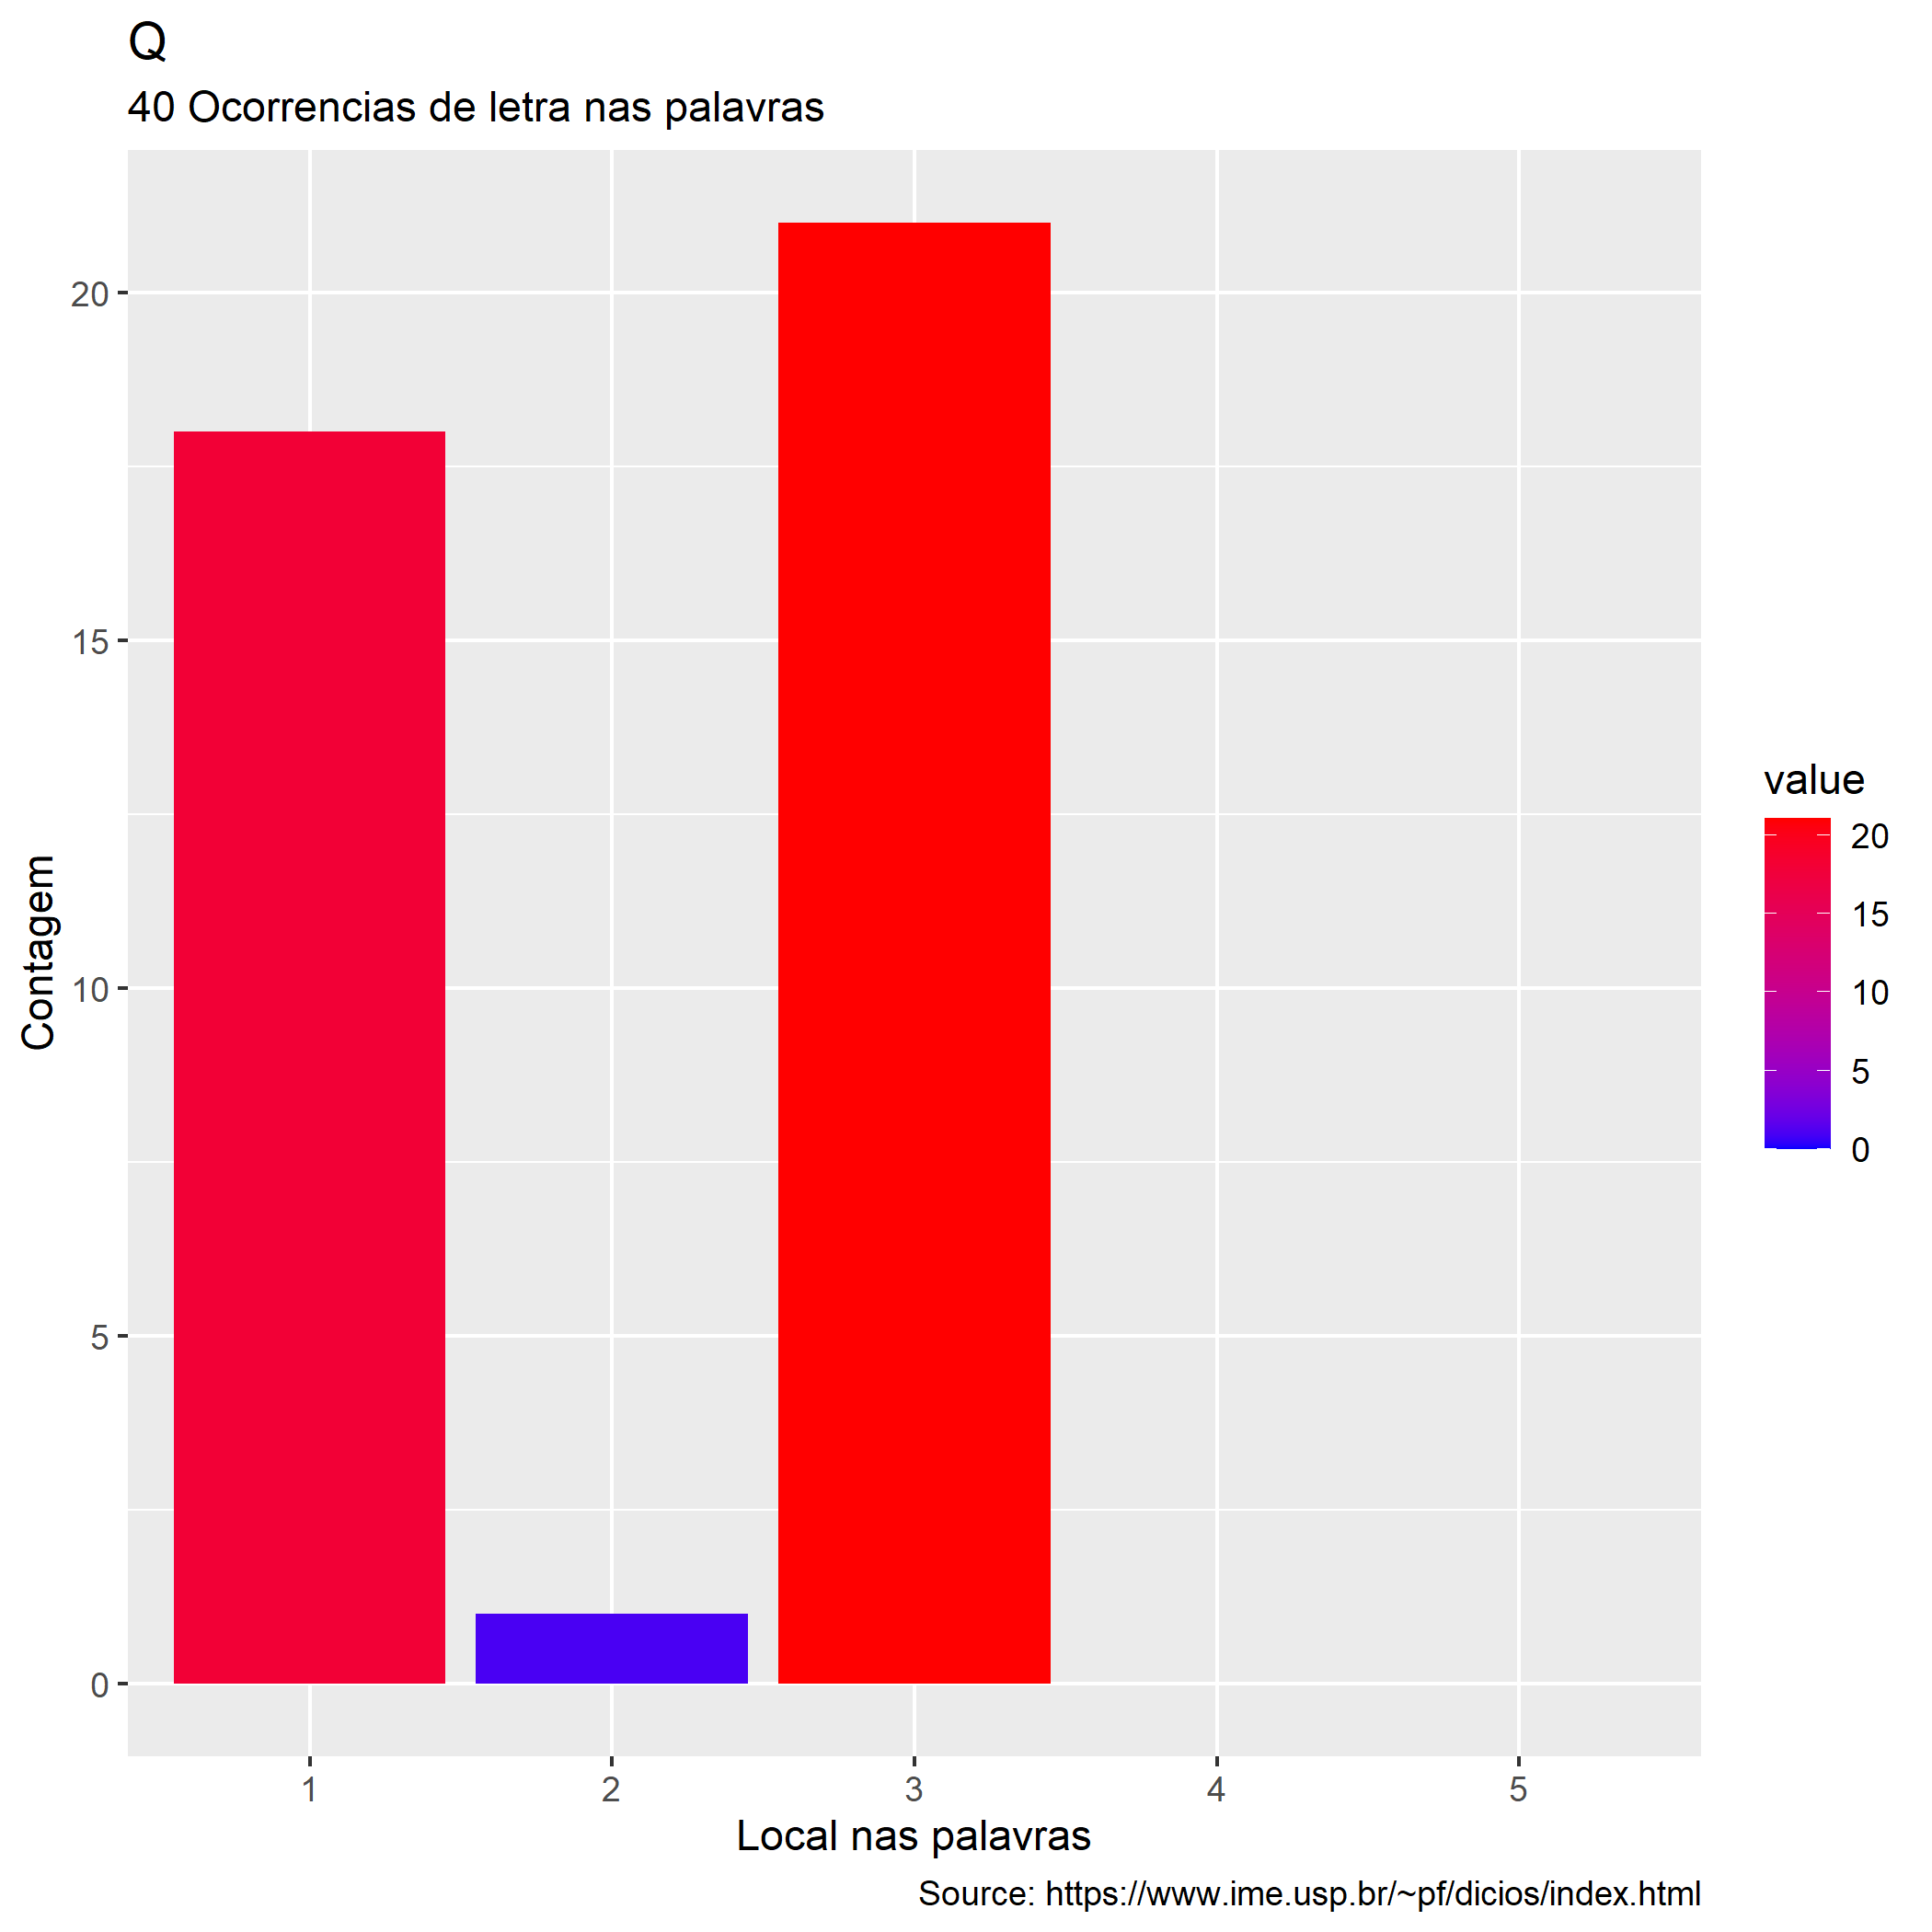 Q
40 Ocorrencias de letra nas palavras
20
15
10
5
0
Contagem
1 2 3 4 5
Local nas palavras
value
20
15
10
5
0
Source: https://www.ime.usp.br/~pf/dicios/index.html